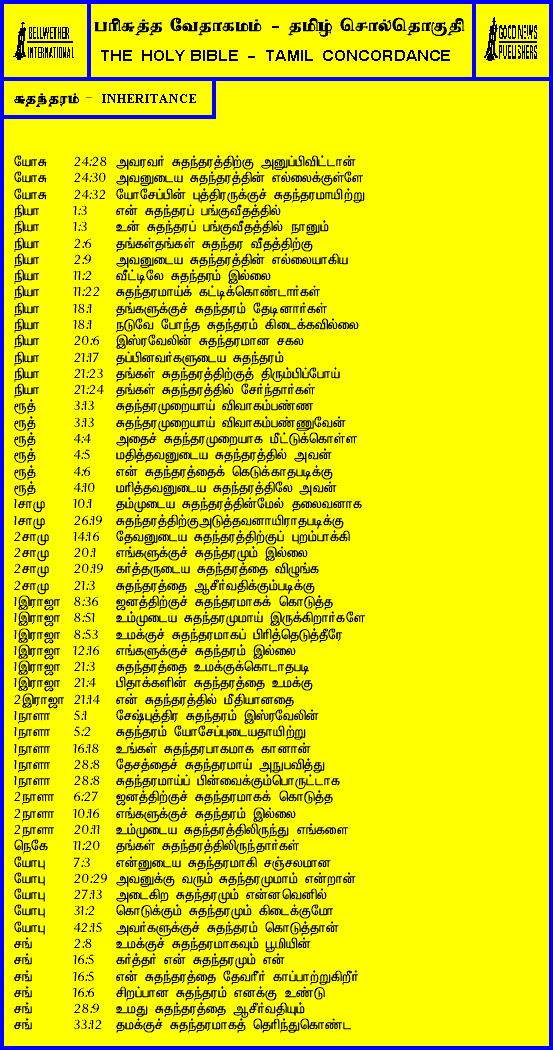 BELLWETHER
INTERNATIONAL
பரிசுத்த வேதாகமம் - தமிழ் சொல்தொகுதி
THE HOLY BIBLE - TAMIL CONCORDANCE
GOOD NEWS
PUBLISHERS
சுதந்தரம் - INHERITANCE
யோசு 24:28 அவரவர் சுதந்தரத்திற்கு அனுப்பிவிட்டான்
யோசு 24:30 அவனுடைய சுதந்தரத்தின் எல்லைக்குள்ளே
யோசு 24:32 யோசேப்பின் புத்திரருக்குச் சுதந்தரமாயிற்று
நியா 1:3 என் சுதந்தரப் பங்குவீதத்தில்
நியா 1:3 உன் சுதந்தரப் பங்குவீதத்தில் நானும்
நியா 2:6 தங்கள்தங்கள் சுதந்தர வீதத்திற்கு
நியா 2:9 அவனுடைய சுதந்தரத்தின் எல்லையாகிய
நியா 11:2 வீட்டிலே சுதந்தரம் இல்லை
நியா 11:22 சுதந்தரமாய்க் கட்டிக்கொண்டார்கள்
நியா 18:1 தங்களுக்குச் சுதந்தரம் தேடினார்கள்
நியா 18:1 நடுவே போந்த சுதந்தரம் கிடைக்கவில்லை
நியா 20:6 இஸ்ரவேலின் சுதந்தரமான சகல
நியா 21:17 தப்பினவர்களுடைய சுதந்தரம்
நியா 21:23 தங்கள் சுதந்தரத்திற்குத் திரும்பிப்போய்
நியா 21:24 தங்கள் சுதந்தரத்தில் சேர்ந்தார்கள்
ரூத் 3:13 சுதந்தரமுறையாய் விவாகம்பண்ண
ரூத் 3:13 சுதந்தரமுறையாய் விவாகம்பண்ணுவேன்
ரூத் 4:4 அதைச் சுதந்தரமுறையாக மீட்டுக்கொள்ள
ரூத் 4:5 மதித்தவனுடைய சுதந்தரத்தில் அவன்
ரூத் 4:6 என் சுதந்தரத்தைக் கெடுக்காதபடிக்கு
ரூத் 4:10 மரித்தவனுடைய சுதந்தரத்திலே அவன்
1சாமு 10:1 தம்முடைய சுதந்தரத்தின்மேல் தலைவனாக
1சாமு 26:19 சுதந்தரத்திற்குஅடுத்தவனாயிராதபடிக்கு
2சாமு 14:16 தேவனுடைய சுதந்தரத்திற்குப் புறம்பாக்கி
2சாமு 20:1 எங்களுக்குச் சுதந்தரமும் இல்லை
2சாமு 20:19 கர்த்தருடைய சுதந்தரத்தை விழுங்க
2சாமு 21:3 சுதந்தரத்தை ஆசீர்வதிக்கும்படிக்கு
1இராஜா 8:36 ஜனத்திற்குச் சுதந்தரமாகக் கொடுத்த
1இராஜா 8:51 உம்முடைய சுதந்தரமுமாய் இருக்கிறார்களே
1இராஜா 8:53 உமக்குச் சுதந்தரமாகப் பிரித்தெடுத்தீரே
1இராஜா 12:16 எங்களுக்குச் சுதந்தரம் இல்லை
1இராஜா 21:3 சுதந்தரத்தை உமக்குக்கொடாதபடி
1இராஜா 21:4 பிதாக்களின் சுதந்தரத்தை உமக்கு
2இராஜா 21:14 என் சுதந்தரத்தில் மீதியானதை
1நாளா 5:1 சேஷ்புத்திர சுதந்தரம் இஸ்ரவேலின்
1நாளா 5:2 சுதந்தரம் யோசேப்புடையதாயிற்று
1நாளா 16:18 உங்கள் சுதந்தரபாகமாக கானான்
1நாளா 28:8 தேசத்தைச் சுதந்தரமாய் அநுபவித்து
1நாளா 28:8 சுதந்தரமாய்ப் பின்வைக்கும்பொருட்டாக
2நாளா 6:27 ஜனத்திற்குச் சுதந்தரமாகக் கொடுத்த
2நாளா 10:16 எங்களுக்குச் சுதந்தரம் இல்லை
2நாளா 20:11 உம்முடைய சுதந்தரத்திலிருந்து எங்களை
நெகே 11:20 தங்கள் சுதந்தரத்திலிருந்தார்கள்
யோபு 7:3 என்னுடைய சுதந்தரமாகி சஞ்சலமான
யோபு 20:29 அவனுக்கு வரும் சுதந்தரமுமாம் என்றான்
யோபு 27:13 அடைகிற சுதந்தரமும் என்னவெனில்
யோபு 31:2 கொடுக்கும் சுதந்தரமும் கிடைக்குமோ
யோபு 42:15 அவர்களுக்குச் சுதந்தரம் கொடுத்தான்
சங் 2:8 உமக்குச் சுதந்தரமாகவும் பூமியின்
சங் 16:5 கர்த்தர் என் சுதந்தரமும் என்
சங் 16:5 என் சுதந்தரத்தை தேவரீர் காப்பாற்றுகிறீர்
சங் 16:6 சிறப்பான சுதந்தரம் எனக்கு உண்டு
சங் 28:9 உமது சுதந்தரத்தை ஆசீர்வதியும்
சங் 33:12 தமக்குச் சுதந்தரமாகத் தெரிந்துகொண்ட